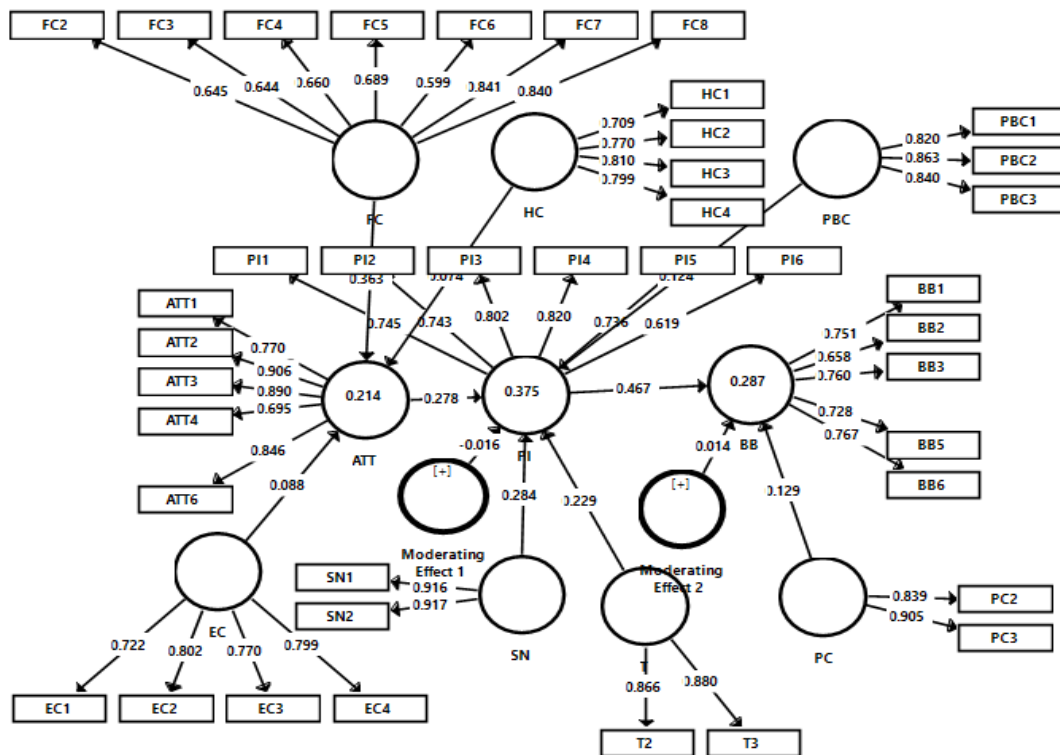 FC2 FC3 FC4 FC5 FC6 FC7 FC8
0.645 0.644 0.660 0.689 0.599 0.841 0.840
HC1
HC2
HC3
HC4
0.709
0.770
0.810
0.799
PBC1
PBC2
PBC3
0.820
0.863
0.840
FC
HC
PBC
PI1 PI2 PI3 PI4 PI5 PI6
0.363 0.074 0.124
0.745 0.743 0.802 0.820 0.736 0.619
ATT1
ATT2
ATT3
ATT4
ATT6
0.770
0.906
0.890
0.695
0.846
0.214
ATT
0.278
0.375
PI
0.467
0.287
BB
BB1
BB2
BB3
BB5
BB6
0.751
0.658
0.760
0.728
0.767
-0.016
[+]
Moderating
Effect 1
0.284
0.229
0.014
[+]
Moderating
Effect 2
0.129
0.088
EC
SN1
SN2
0.916
0.917
SN
T
PC
0.839
0.905
PC2
PC3
0.722 0.802 0.770 0.799
EC1 EC2 EC3 EC4
0.866 0.880
T2 T3